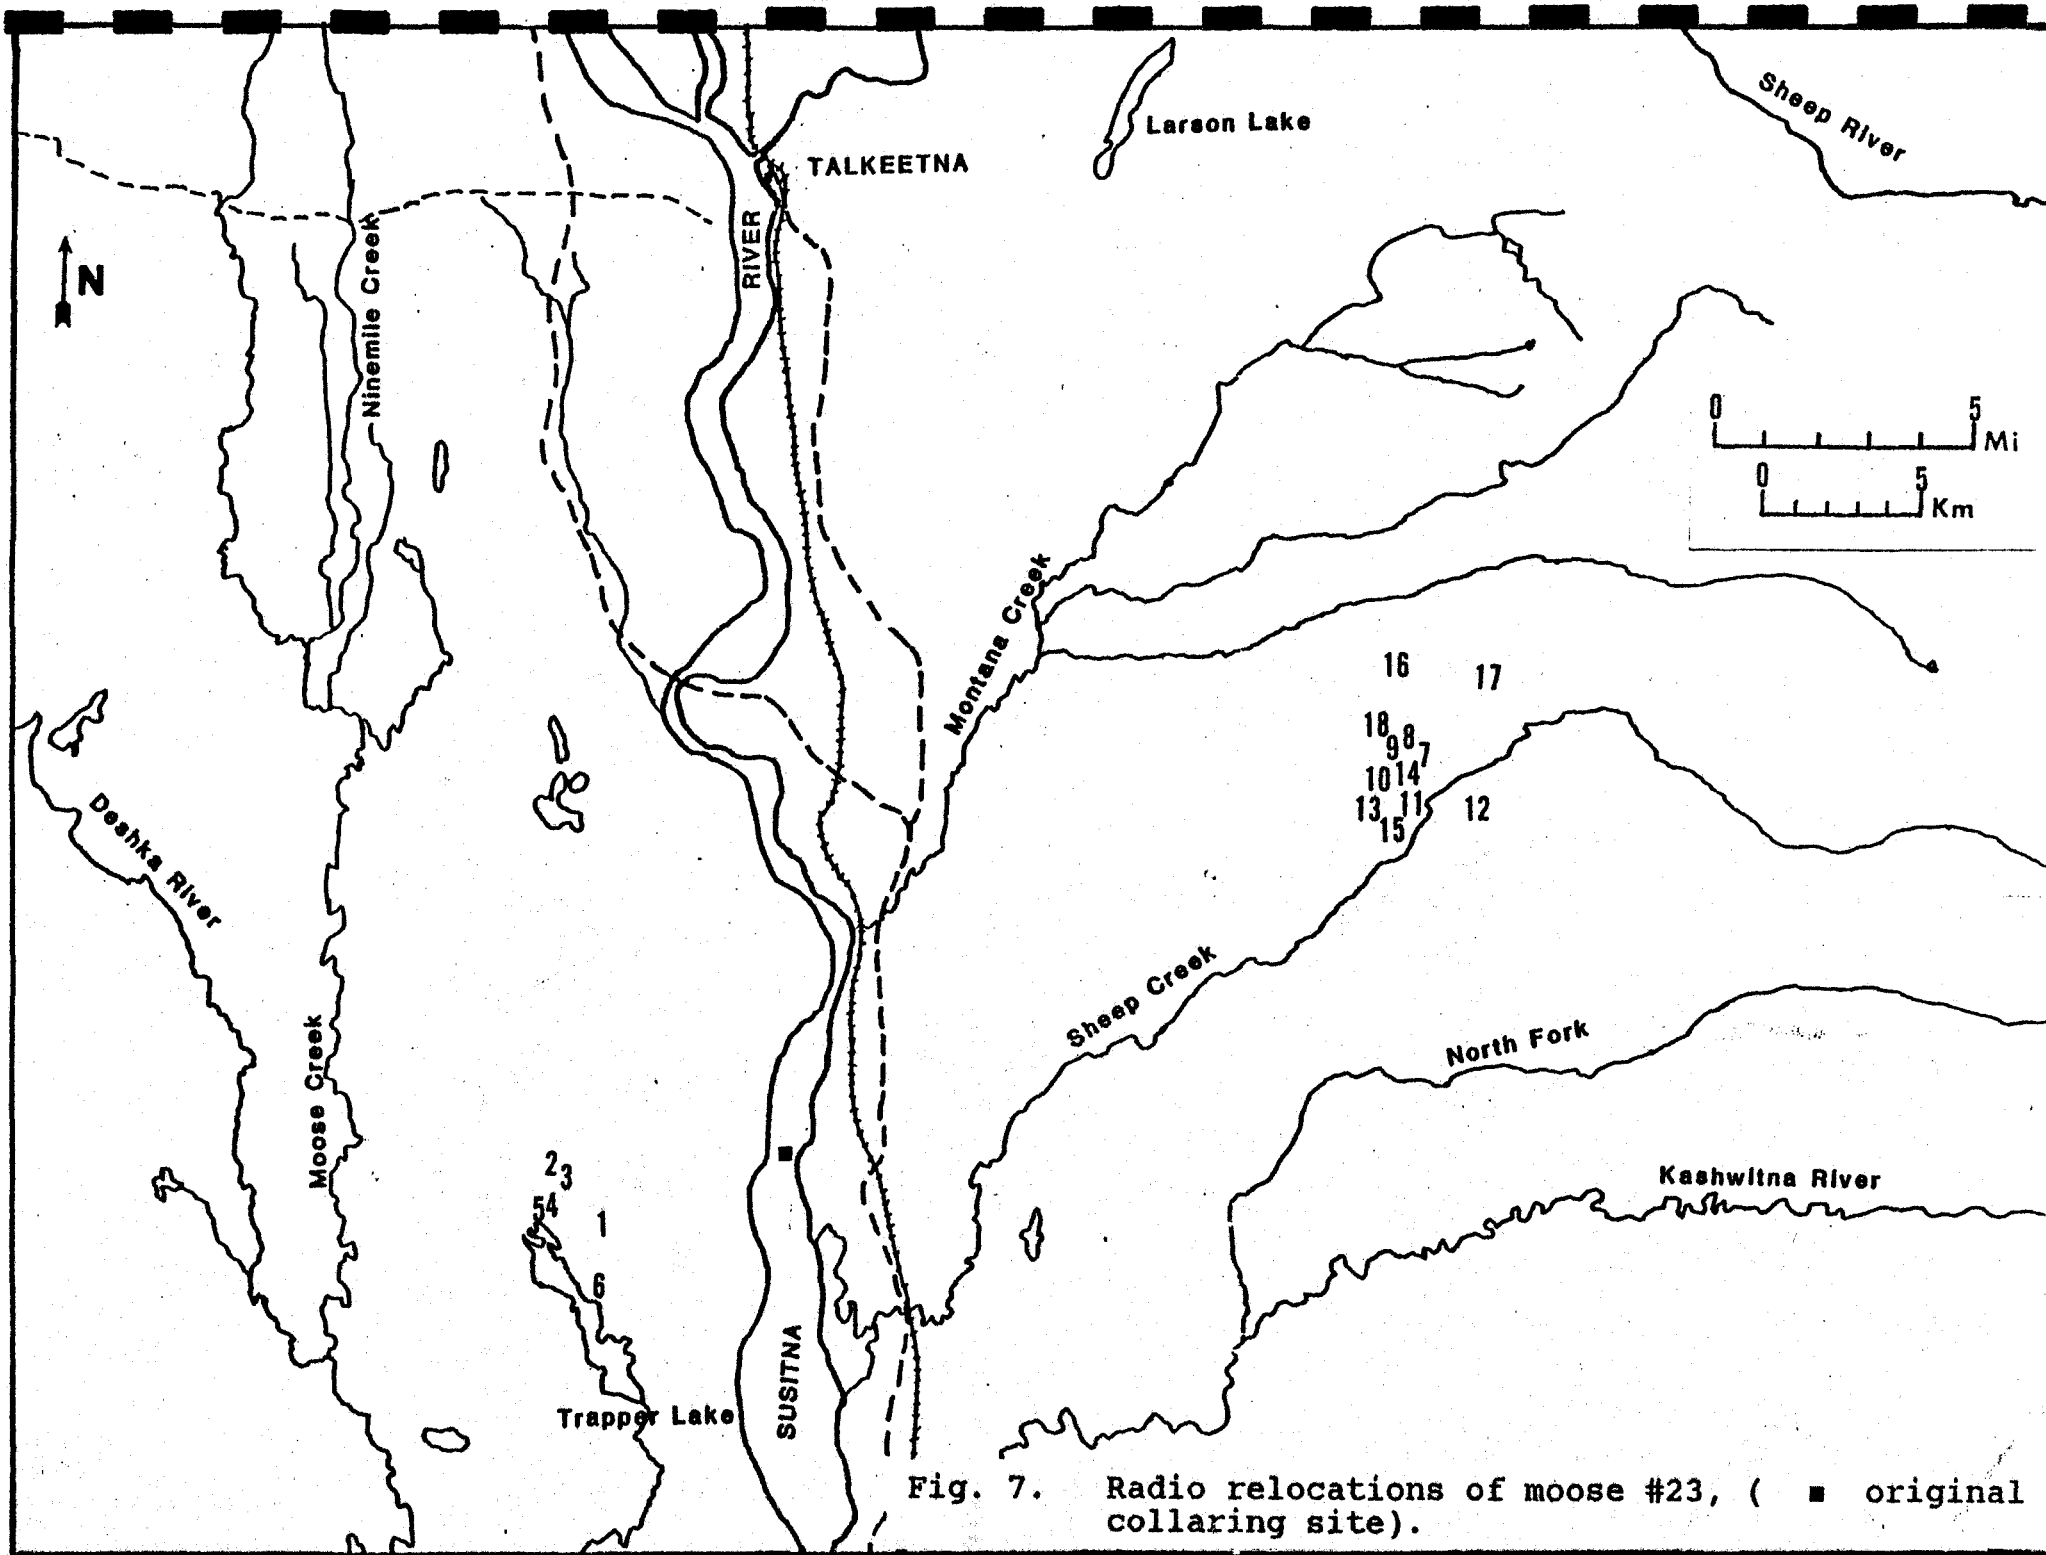 Larson Lake
Sheep River
TALKEETNA
RIVER
N
Ninemile Creek
0 5
Mi
0 5
Km
Montana Creek
16
17
18
8
9
7
10
14
13
11
12
15
Deshka River
Sheep Creek
North Fork
Moose Creek
2
3
5
4
1
6
Kashwitna River
SUSITNA
Trapper Lake
Fig. 7. Radio relocations of moose #23, ( ■ original
collaring site).